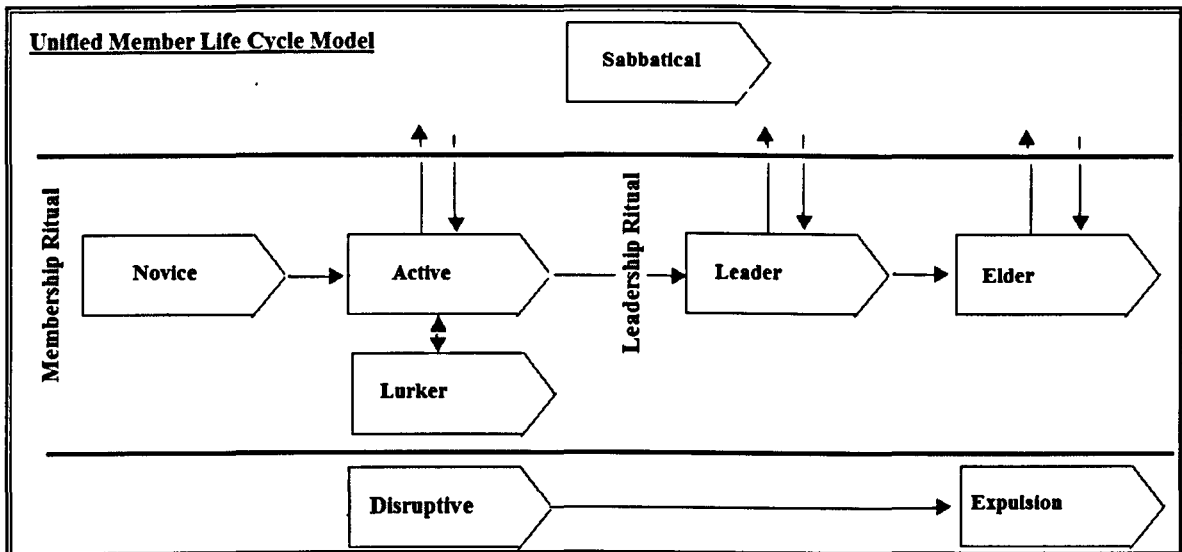 Unified Member Life Cycle Model
Sabbatical
Membership Ritual
Novice
Active
Leadership Ritual
Leader
Elder
Lurker
Disruptive
Expulsion